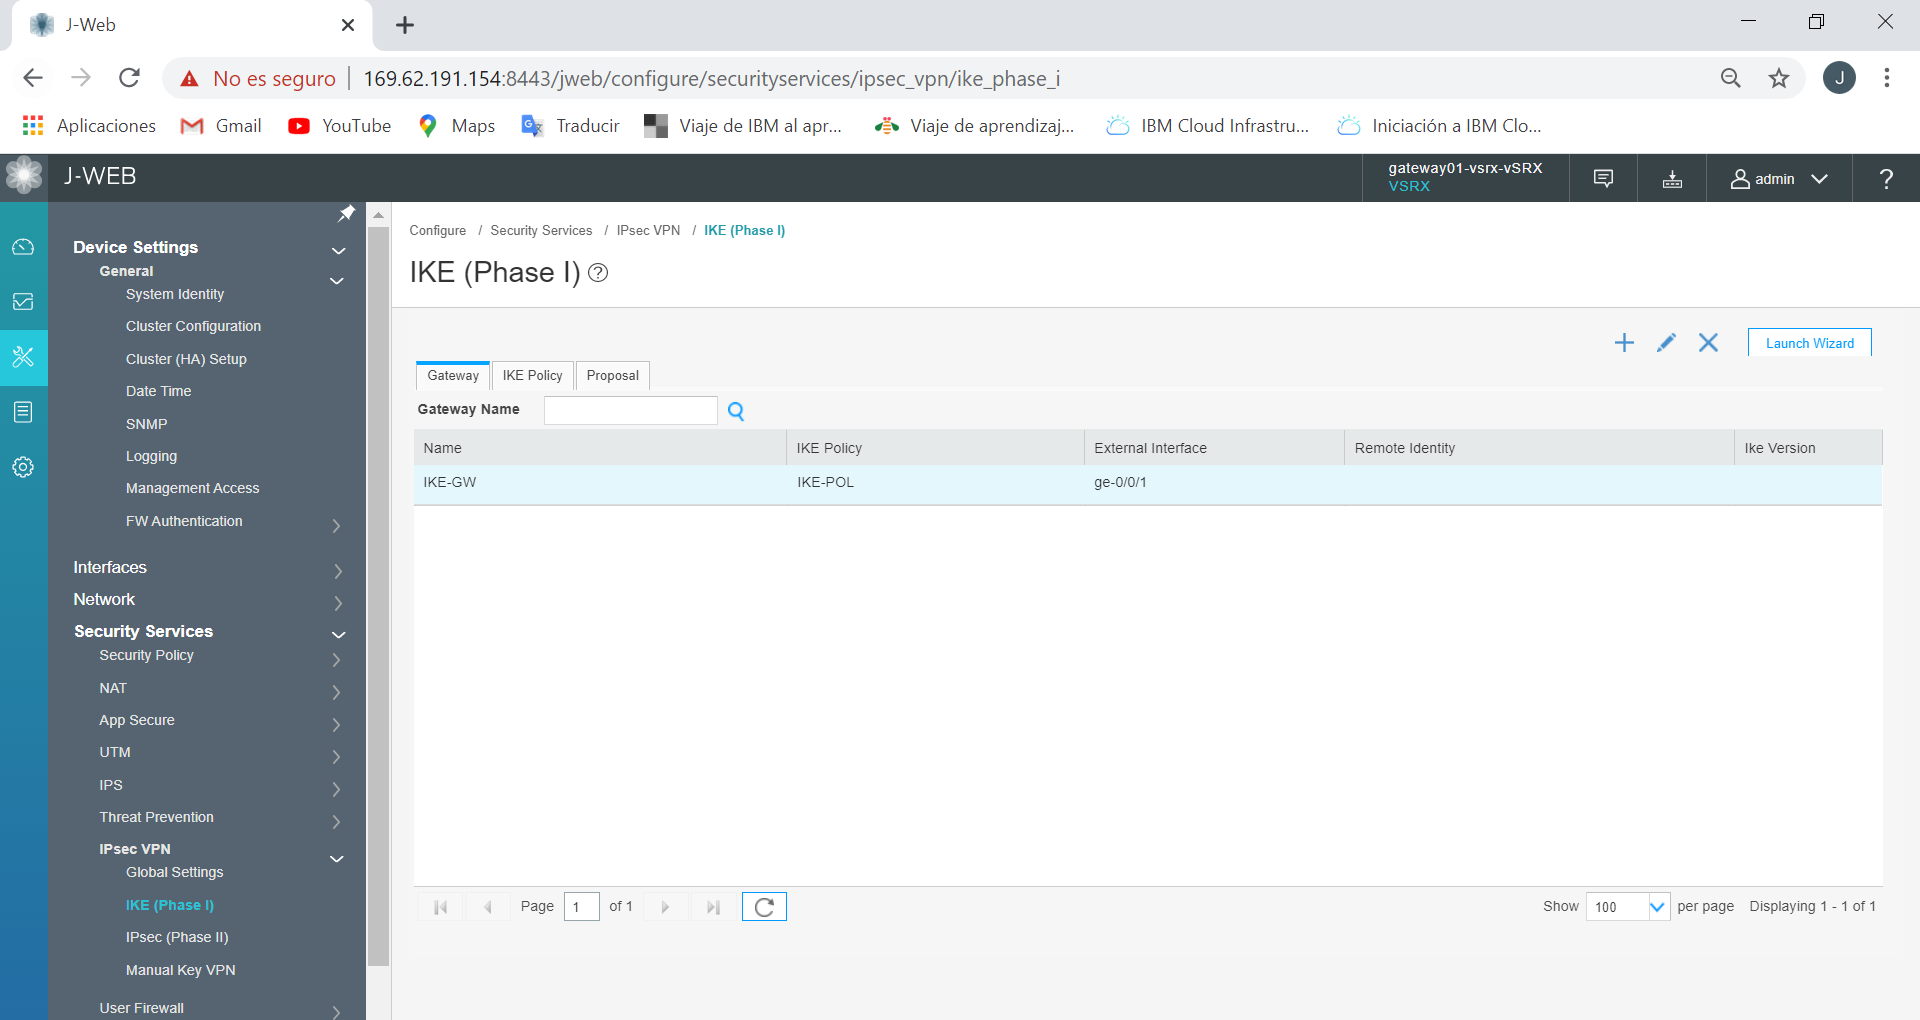 J-Web
No es seguro | 169.62.191.154:8443/jweb/configure/securityservices/ipsec_vpn/ike_phase_i
J
Aplicaciones Gmail YouTube Maps Traducir Viaje de IBM al apr... Viaje de aprendizaj... IBM Cloud Infrastru... Iniciación a IBM Clo...
J-WEB
gateway01-vsrx-vSRX
VSRX
admin
?
Device Settings
General
System Identity
Cluster Configuration
Cluster (HA) Setup
Date Time
SNMP
Logging
Management Access
FW Authentication
Interfaces
Network
Security Services
Security Policy
NAT
App Secure
UTM
IPS
Threat Prevention
IPsec VPN
Global Settings
IKE (Phase I)
IPsec (Phase II)
Manual Key VPN
User Firewall
Configure / Security Services / IPsec VPN / IKE (Phase I)
IKE (Phase I) ?
Launch Wizard
Gateway IKE Policy Proposal
Gateway Name
Name IKE Policy External Interface Remote Identity Ike Version
IKE-GW IKE-POL ge-0/0/1
Page 1 of 1
Show 100 per page Displaying 1 - 1 of 1